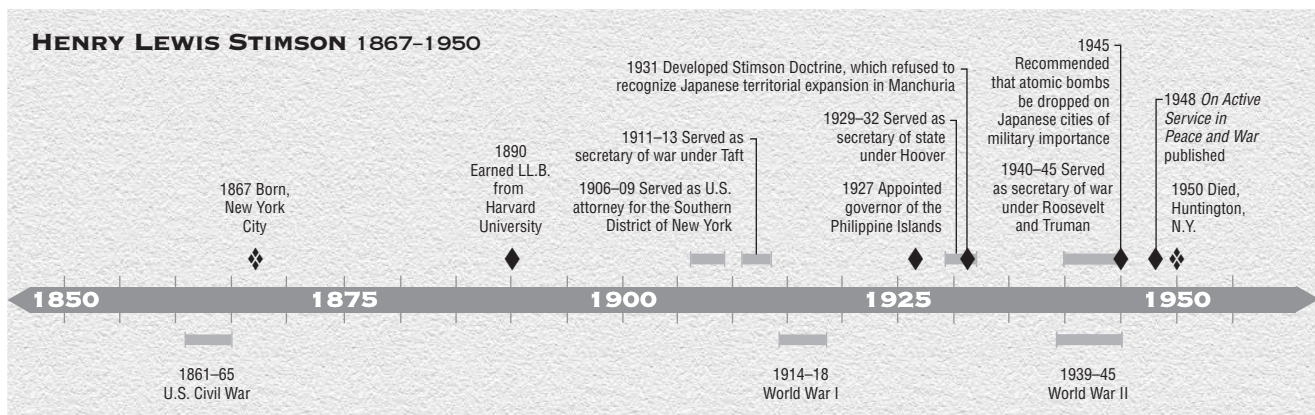 HENRY LEWIS STIMSON 1867–1950
1867 Born,
New York
City
1890
Earned LL.B.
from
Harvard
University
1906–09 Served as U.S.
attorney for the Southern
District of New York
1911–13 Served as
secretary of war under Taft
1927 Appointed
governor of the
Philippine Islands
1929–32 Served as
secretary of state
under Hoover
1931 Developed Stimson Doctrine, which refused to
recognize Japanese territorial expansion in Manchuria
1940–45 Served
as secretary of war
under Roosevelt
and Truman
1945
Recommended
that atomic bombs
be dropped on
Japanese cities of
military importance
1948 On Active
Service in
Peace and War
published
1950 Died,
Huntington,
N.Y.
1850 1875 1900 1925 1950
1861–65
U.S. Civil War
1914–18
World War I
1939–45
World War II